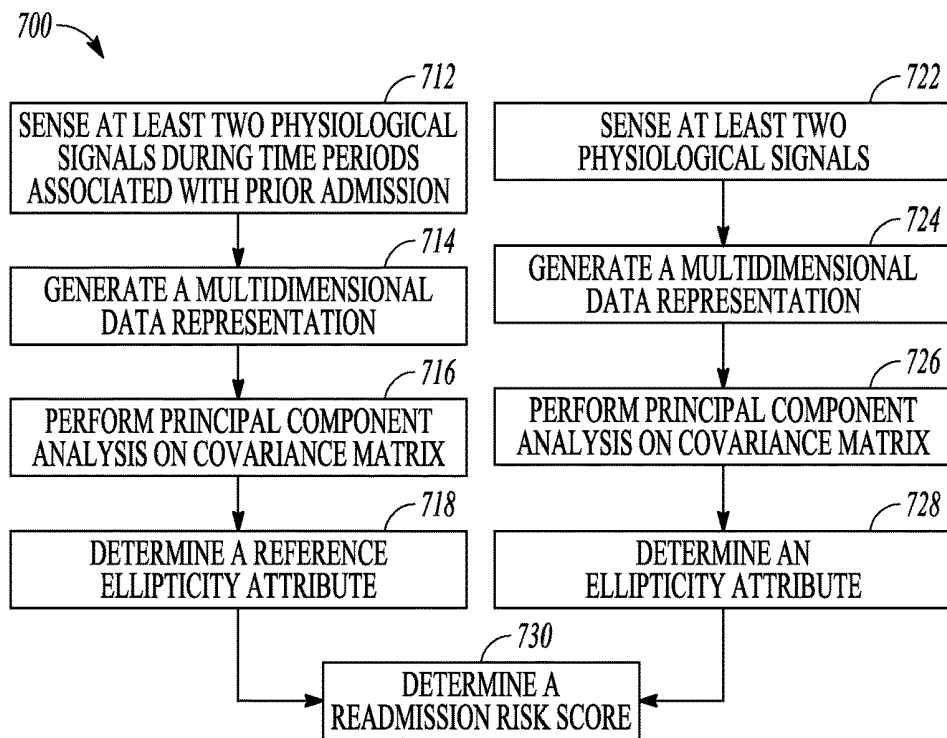 700
712
SENSE AT LEAST TWO PHYSIOLOGICAL
SIGNALS DURING TIME PERIODS
ASSOCIATED WITH PRIOR ADMISSION
714
GENERATE A MULTIDIMENSIONAL
DATA REPRESENTATION
716
PERFORM PRINCIPAL COMPONENT
ANALYSIS ON COVARIANCE MATRIX
718
DETERMINE A REFERENCE
ELLIPTICITY ATTRIBUTE
722
SENSE AT LEAST TWO
PHYSIOLOGICAL SIGNALS
724
GENERATE A MULTIDIMENSIONAL
DATA REPRESENTATION
726
PERFORM PRINCIPAL COMPONENT
ANALYSIS ON COVARIANCE MATRIX
728
DETERMINE AN
ELLIPTICITY ATTRIBUTE
730
DETERMINE A
READMISSION RISK SCORE